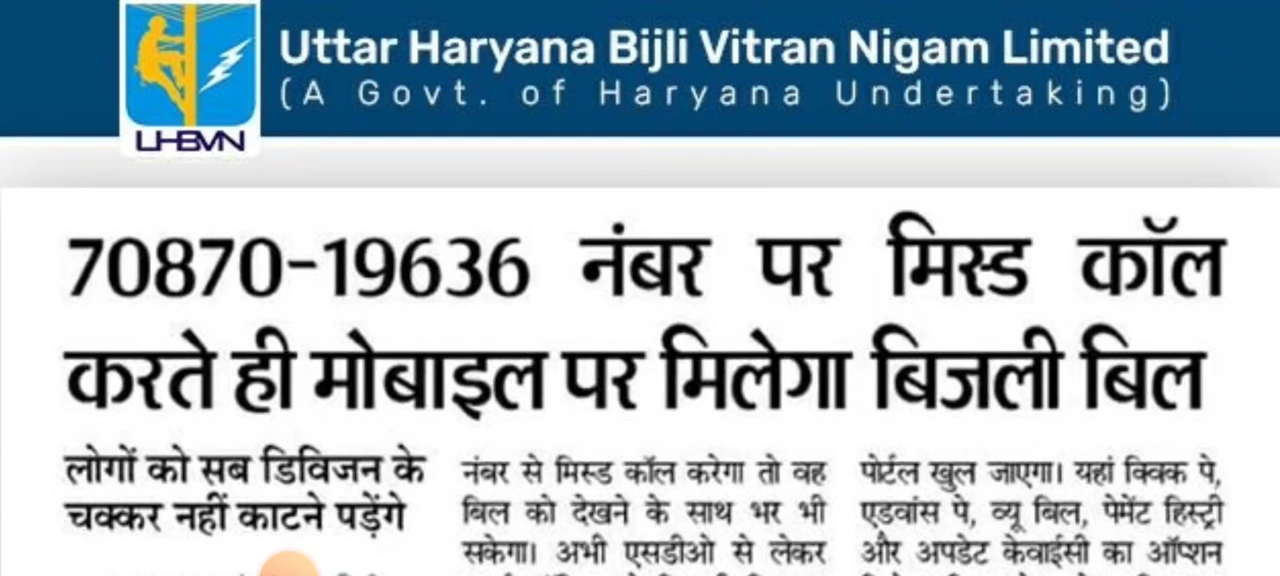 Uttar Haryana Bijli Vitran Nigam Limited
(A Govt. of Haryana Undertaking)
UHBVN
70870-19636 नंबर पर मिस्ड कॉल
करते ही मोबाइल पर मिलेगा बिजली बिल
लोगों को सब डिविजन के
चक्कर नहीं काटने पड़ेंगे
नंबर से मिस्ड कॉल करेगा तो वह
बिल को देखने के साथ भर भी
सकेगा। अभी एसडीओ से लेकर
पोर्टल खुल जाएगा। यहां क्विक पे,
एडवांस पे, व्यू बिल, पेमेंट हिस्ट्री
और अपडेट केवाईसी का ऑप्शन